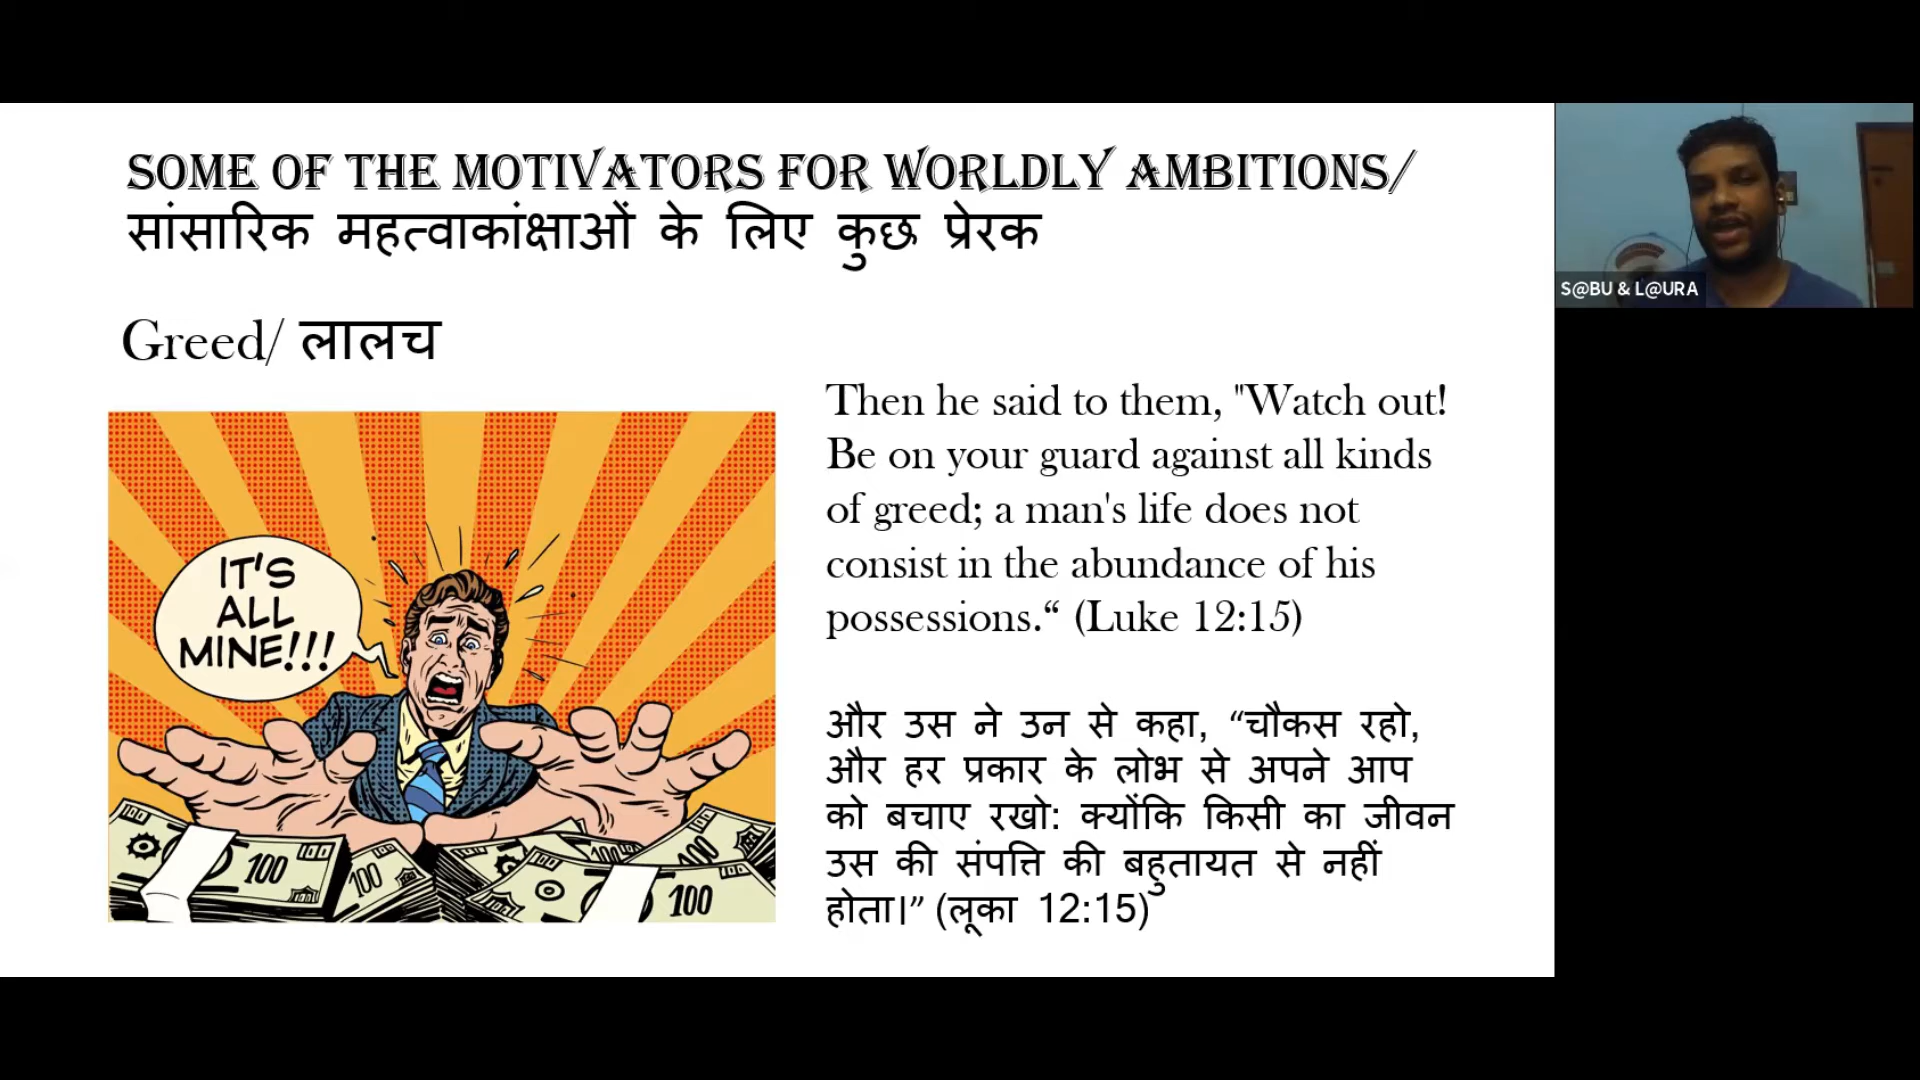 SOME OF THE MOTIVATORS FOR WORLDLY AMBITIONS/
सांसारिक महत्वाकांक्षाओं के लिए कुछ प्रेरक
Greed/ लालच
IT'S
ALL
MINE!!!
100
100
100
100
100
Then he said to them, "Watch out!
Be on your guard against all kinds
of greed; a man's life does not
consist in the abundance of his
possessions.“ (Luke 12:15)
और उस ने उन से कहा, “चौकस रहो,
और हर प्रकार के लोभ से अपने आप
को बचाए रखो: क्योंकि किसी का जीवन
उस की संपत्ति की बहुतायत से नहीं
होता।” (लूका 12:15)
S@BU & L@URA